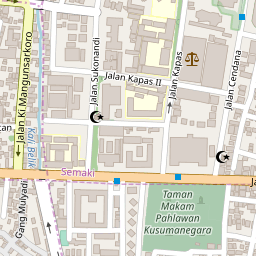 Jalan Ki Mangunsarkoro
Jalan Sukonandi
Jalan Kapas II
Jalan Kapas
Jalan Cendana
Kali Belik
Semaki
Gang Mulyadi
Taman
Makam
Pahlawan
Kusumanegara